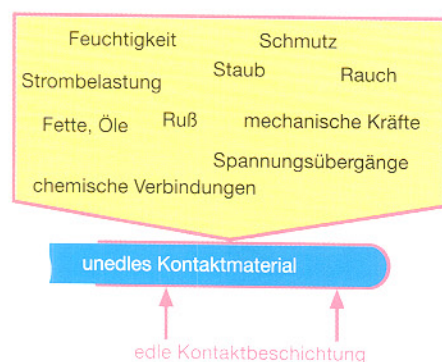 Feuchtigkeit Schmutz
Strombelastung Staub Rauch
Fette, Öle Ruß mechanische Kräfte
Spannungsübergänge
chemische Verbindungen
unedles Kontaktmaterial
edle Kontaktbeschichtung